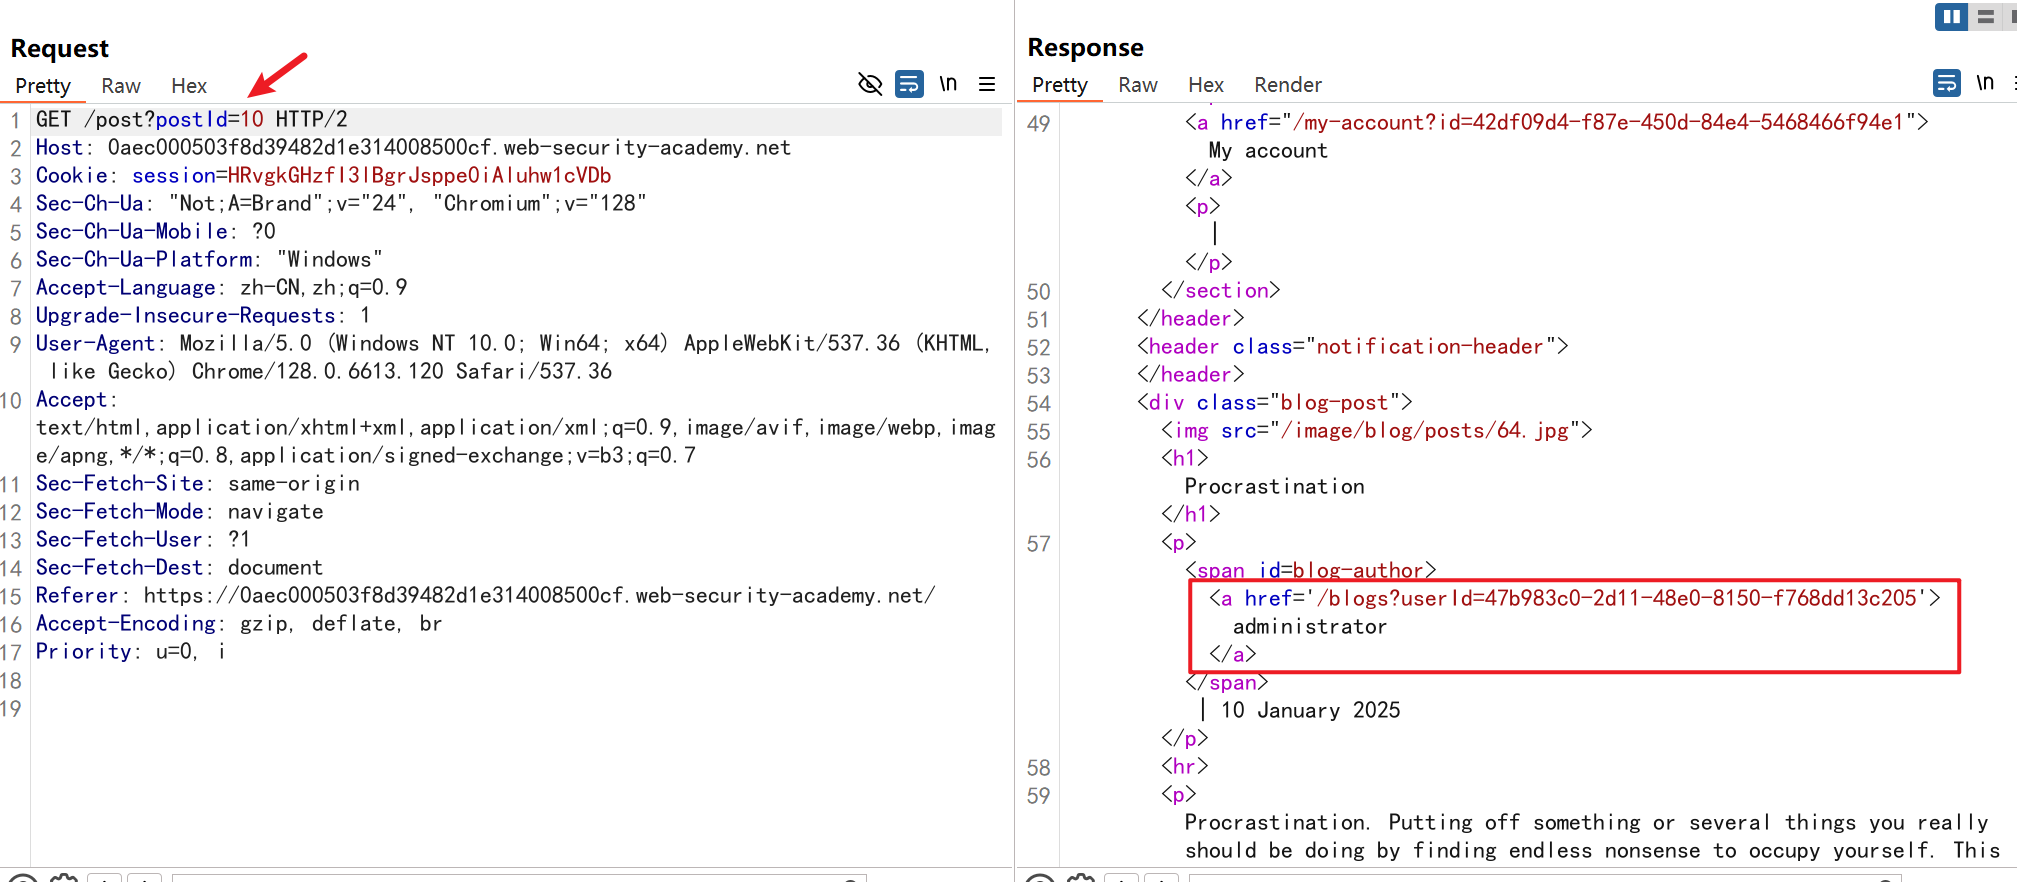 Request
Pretty Raw Hex \n
1 GET /post?postId=10 HTTP/2
2 Host: 0aec000503f8d39482d1e314008500cf.web-security-academy.net
3 Cookie: session=HRvgkGHzfI3lBgrJsppe0iAluhw1cVDb
4 Sec-Ch-Ua: "Not;A=Brand";v="24", "Chromium";v="128"
5 Sec-Ch-Ua-Mobile: ?0
6 Sec-Ch-Ua-Platform: "Windows"
7 Accept-Language: zh-CN,zh;q=0.9
8 Upgrade-Insecure-Requests: 1
9 User-Agent: Mozilla/5.0 (Windows NT 10.0; Win64; x64) AppleWebKit/537.36 (KHTML,
like Gecko) Chrome/128.0.6613.120 Safari/537.36
10 Accept:
text/html,application/xhtml+xml,application/xml;q=0.9,image/avif,image/webp,imag
e/apng,*/*;q=0.8,application/signed-exchange;v=b3;q=0.7
11 Sec-Fetch-Site: same-origin
12 Sec-Fetch-Mode: navigate
13 Sec-Fetch-User: ?1
14 Sec-Fetch-Dest: document
15 Referer: https://0aec000503f8d39482d1e314008500cf.web-security-academy.net/
16 Accept-Encoding: gzip, deflate, br
17 Priority: u=0, i
18
19
Response
Pretty Raw Hex Render \n
49 <a href="/my-account?id=42df09d4-f87e-450d-84e4-5468466f94e1">
My account
</a>
<p>
|
</p>
50 </section>
51 </header>
52 <header class="notification-header">
53 </header>
54 <div class="blog-post">
55 <img src="/image/blog/posts/64.jpg">
56 <h1>
Procrastination
</h1>
57 <p>
<span id=blog-author>
<a href='/blogs?userId=47b983c0-2d11-48e0-8150-f768dd13c205'>
administrator
</a>
</span>
| 10 January 2025
</p>
58 <hr>
59 <p>
Procrastination. Putting off something or several things you really
should be doing by finding endless nonsense to occupy yourself. This